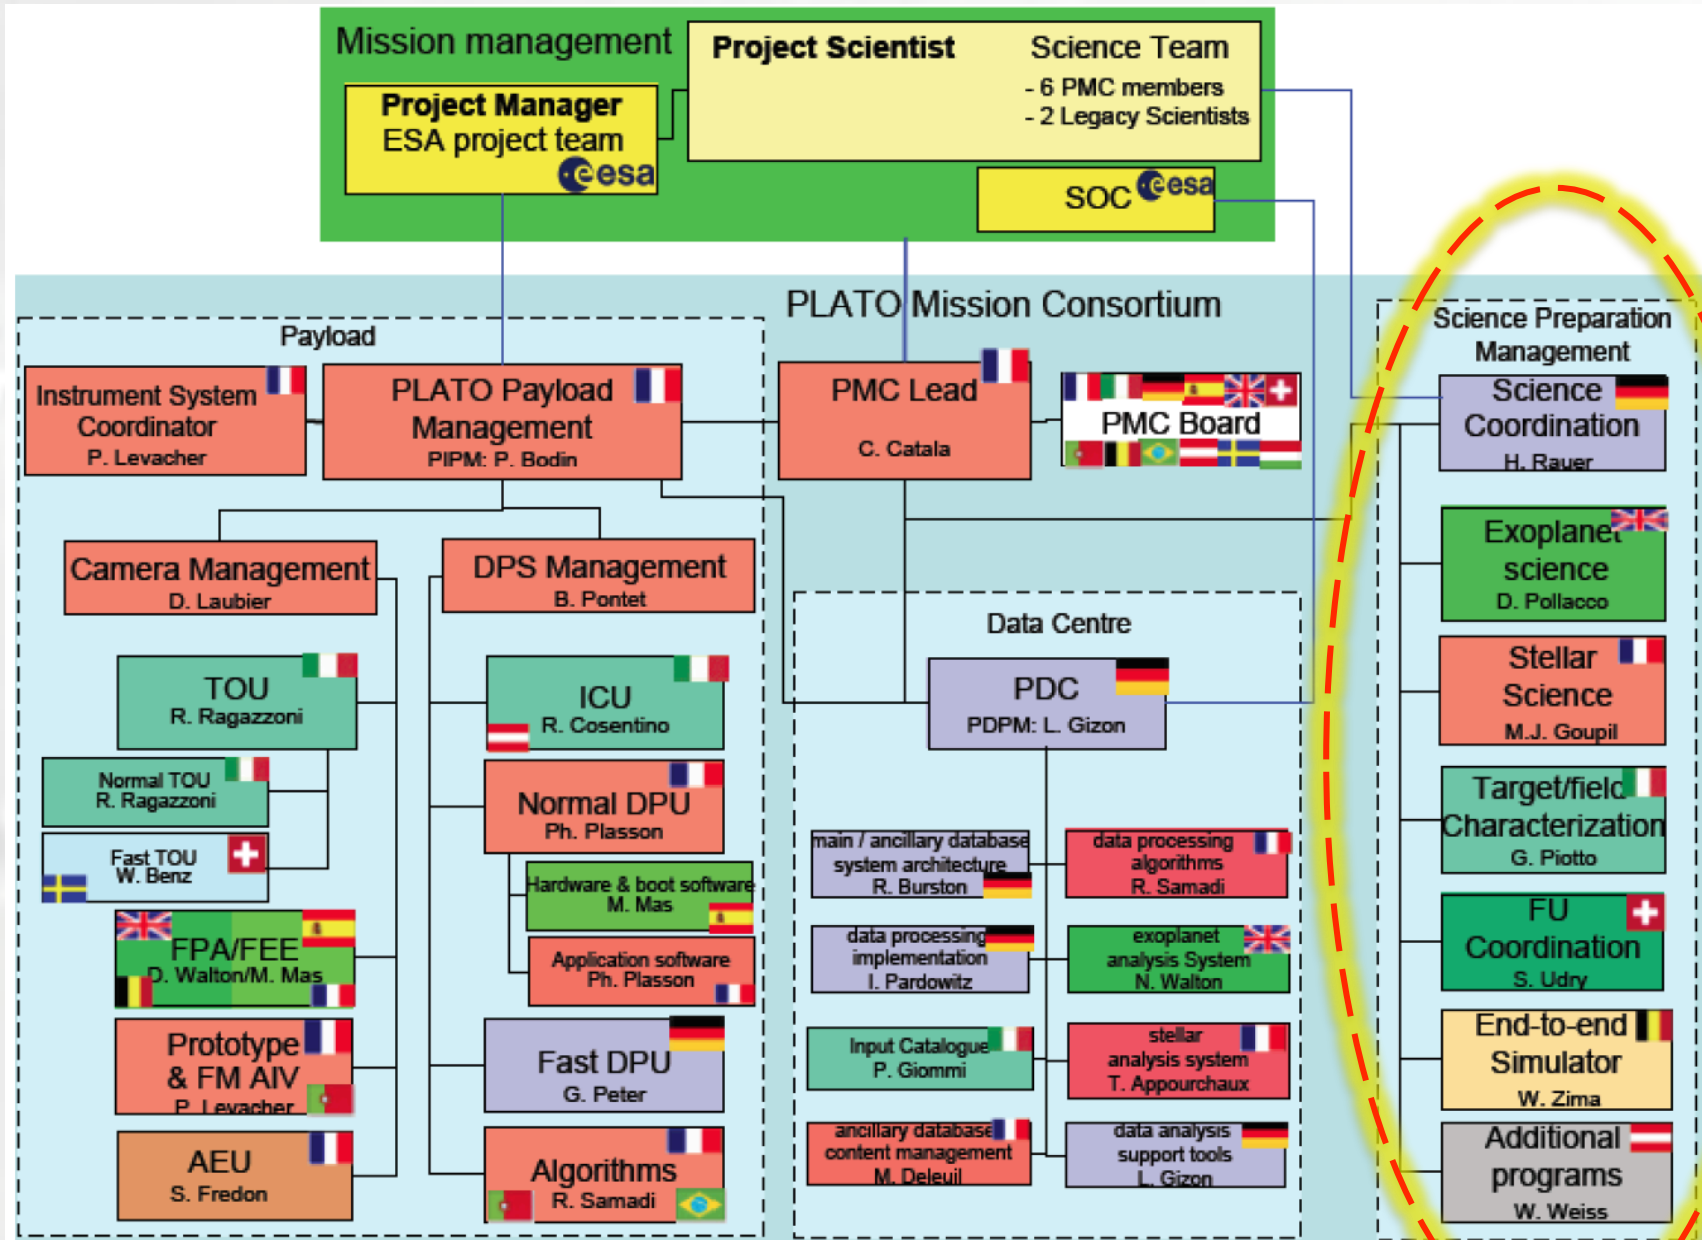 Mission management
Project Scientist
Science Team
- 6 PMC members
- 2 Legacy Scientists
Project Manager
ESA project team
esa
SOC
esa
PLATO Mission Consortium
Payload
Instrument System
Coordinator
P. Levacher
PLATO Payload
Management
PIPM: P. Bodin
PMC Lead
C. Catala
PMC Board
Camera Management
D. Laubier
DPS Management
B. Pontet
TOU
R. Ragazzoni
Normal TOU
R. Ragazzoni
Fast TOU
W. Benz
FPA/FEE
D. Walton/M. Mas
Prototype
& FM AIV
P. Levacher
AEU
S. Fredon
ICU
R. Cosentino
Normal DPU
Ph. Plasson
Hardware & boot software
M. Mas
Application software
Ph. Plasson
Fast DPU
G. Peter
Algorithms
R. Samadi
Data Centre
PDC
PDPM: L. Gizon
main / ancillary database
system architecture
R. Burston
data processing
algorithms
R. Samadi
data processing
implementation
I. Pardowitz
exoplanet
analysis System
N. Walton
Input Catalogue
P. Giommi
stellar
analysis system
T. Appourchaux
ancillary database
content management
M. Deleuil
data analysis
support tools
L. Gizon
Science Preparation
Management
Science
Coordination
H. Rauer
Exoplanet
science
D. Pollacco
Stellar
Science
M.J. Goupil
Target/field
Characterization
G. Piotto
FU
Coordination
S. Udry
End-to-end
Simulator
W. Zima
Additional
programs
W. Weiss